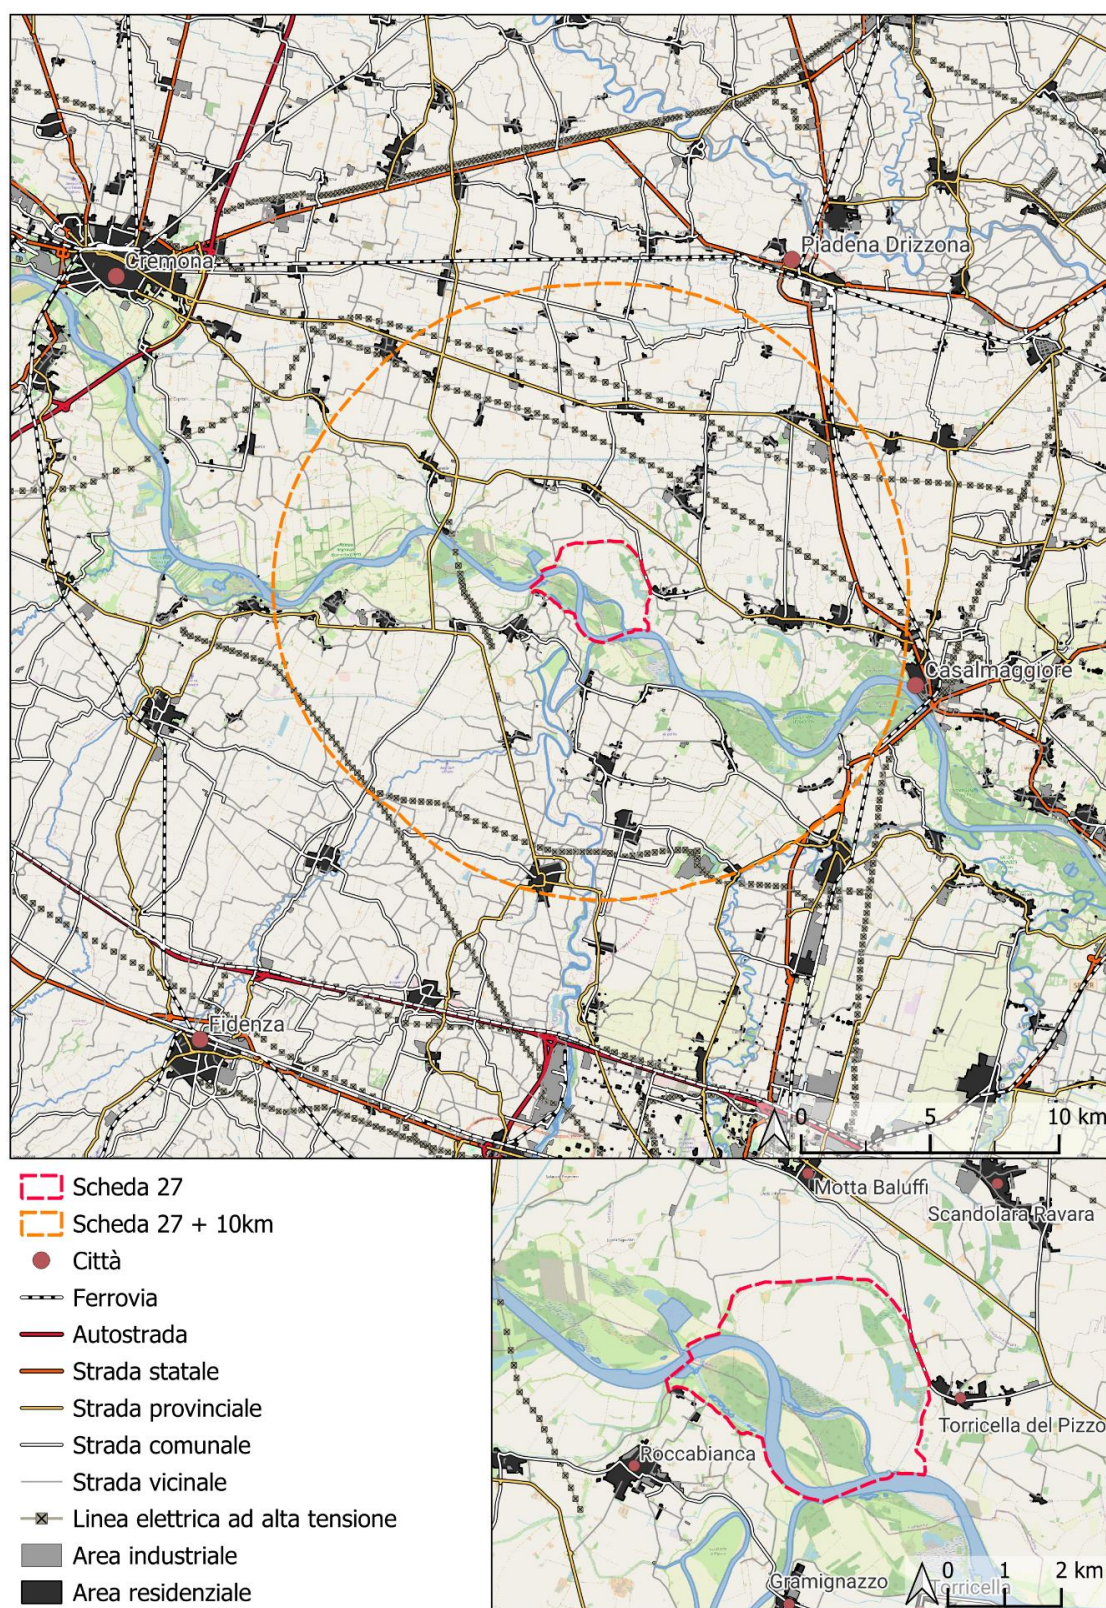 Piadena Drizzona
Cremona
Casalmaggiore
Fidenza
0 5 10 km
Scheda 27
Scheda 27 + 10km
Città
Ferrovia
Autostrada
Strada statale
Strada provinciale
Strada comunale
Strada vicinale
Linea elettrica ad alta tensione
Area industriale
Area residenziale
Motta Baluffi
Scandolara Ravara
Torricella del Pizzo
Roccabianca
Gramignazzo
Torricella
0 1 2 km